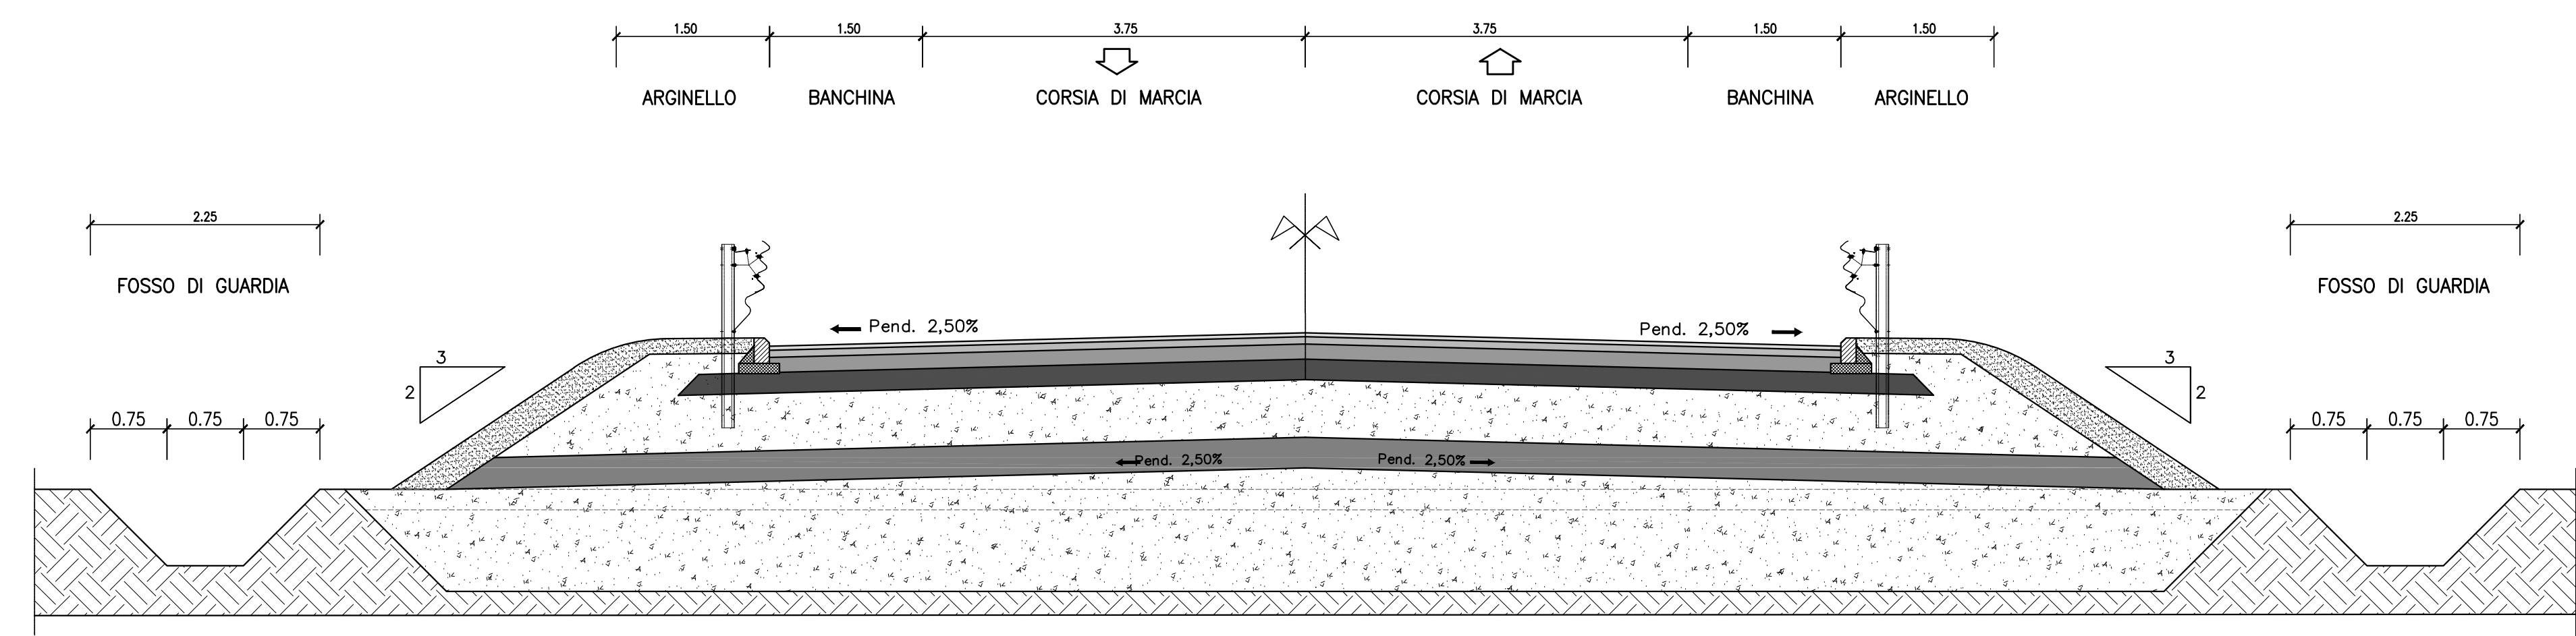 1.50 1.50 3.75 3.75 1.50 1.50
ARGINELLO BANCHINA CORSIA DI MARCIA CORSIA DI MARCIA BANCHINA ARGINELLO
2.25 2.25
FOSSO DI GUARDIA FOSSO DI GUARDIA
Pend. 2,50% Pend. 2,50%
3 3
2 2
0.75 0.75 0.75 0.75 0.75 0.75
Pend. 2,50% Pend. 2,50%